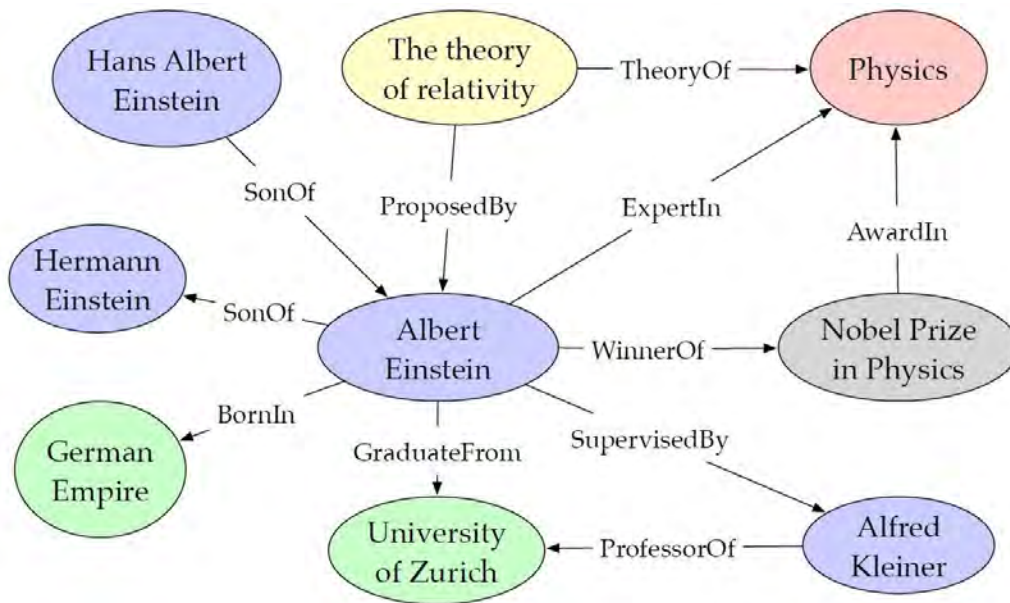 Hans Albert
Einstein
The theory
of relativity
TheoryOf
Physics
SonOf
ProposedBy
ExpertIn
AwardIn
Hermann
Einstein
SonOf
Albert
Einstein
WinnerOf
Nobel Prize
in Physics
BornIn
German
Empire
GraduateFrom
SupervisedBy
University
of Zurich
ProfessorOf
Alfred
Kleiner